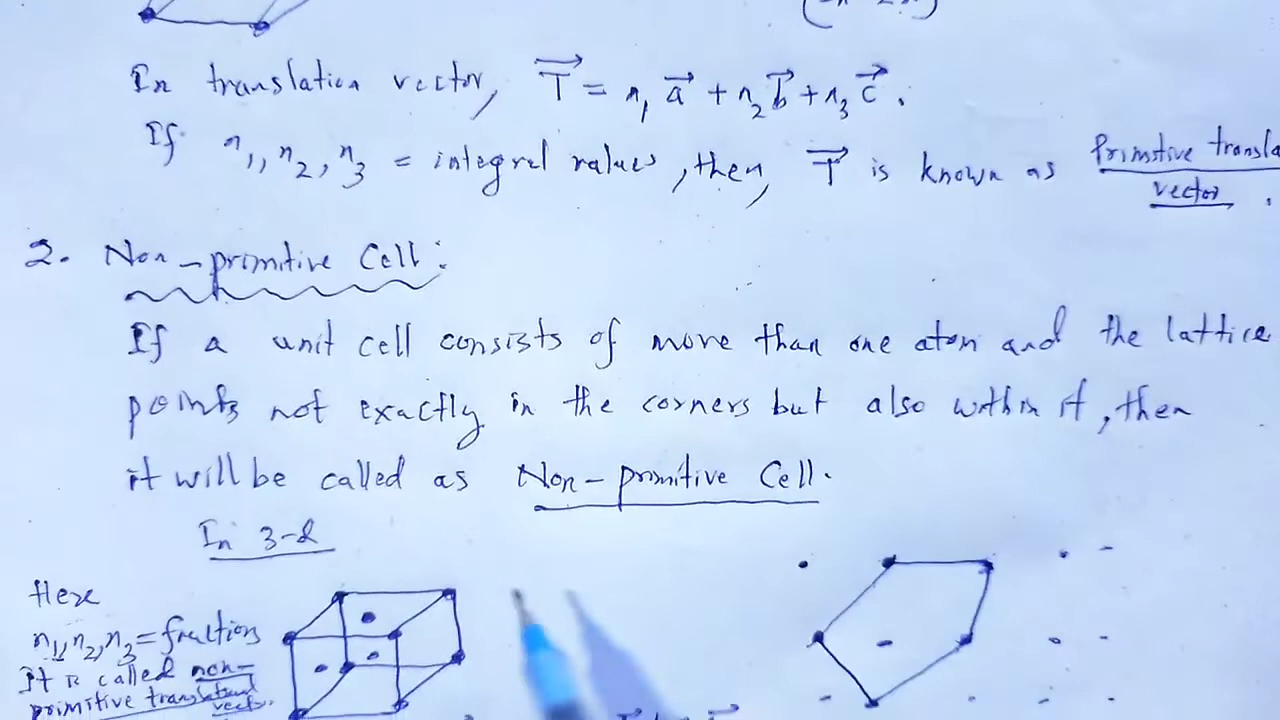 In translation vector, T⃗ = n₁ a⃗ + n₂ b⃗ + n₃ c⃗.
If n₁, n₂, n₃ = integral values, then, T⃗ is known as Primitive transla
vector.
2. Non-primitive Cell:
If a unit cell consists of more than one atom and the lattice
points not exactly in the corners but also within it, then
it will be called as Non-primitive Cell.
In 3-d
Here
n₁, n₂, n₃ = fractions
It is called non-
primitive translational
vector.